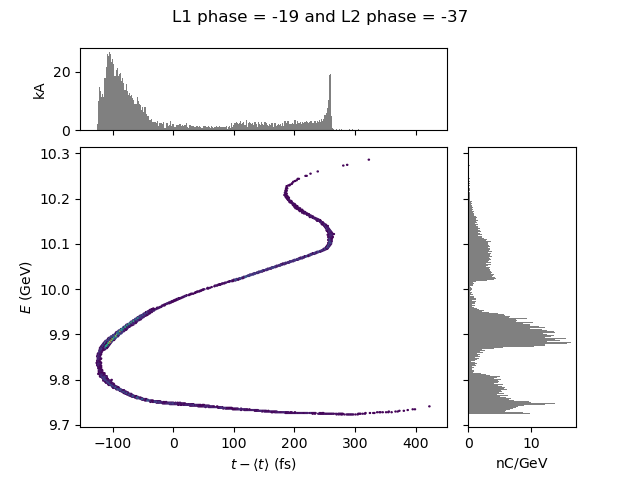 L1 phase = -19 and L2 phase = -37
20
0
kA
10.3
10.2
10.1
10.0
9.9
9.8
9.7
E (GeV)
−100 0 100 200 300 400
t − ⟨t⟩ (fs)
0 10
nC/GeV